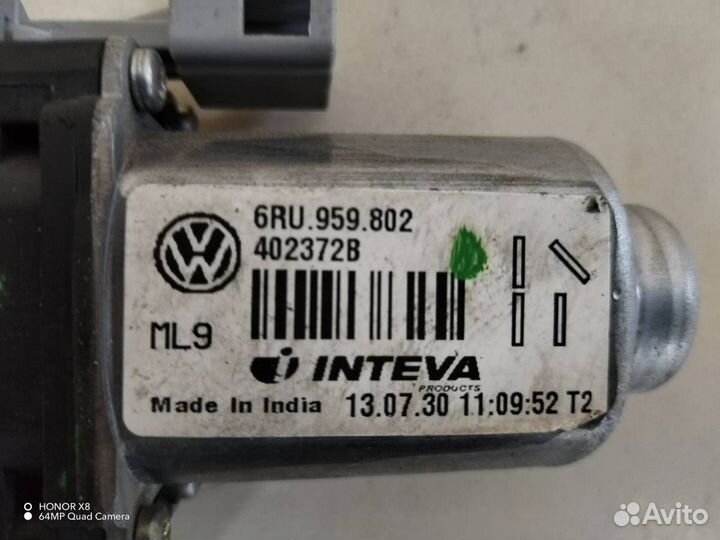 6RU.959.802
402372B
ML9
INTEVA
PRODUCTS
Made In India 13.07.30 11:09:52 T2
HONOR X8
64MP Quad Camera
Avito